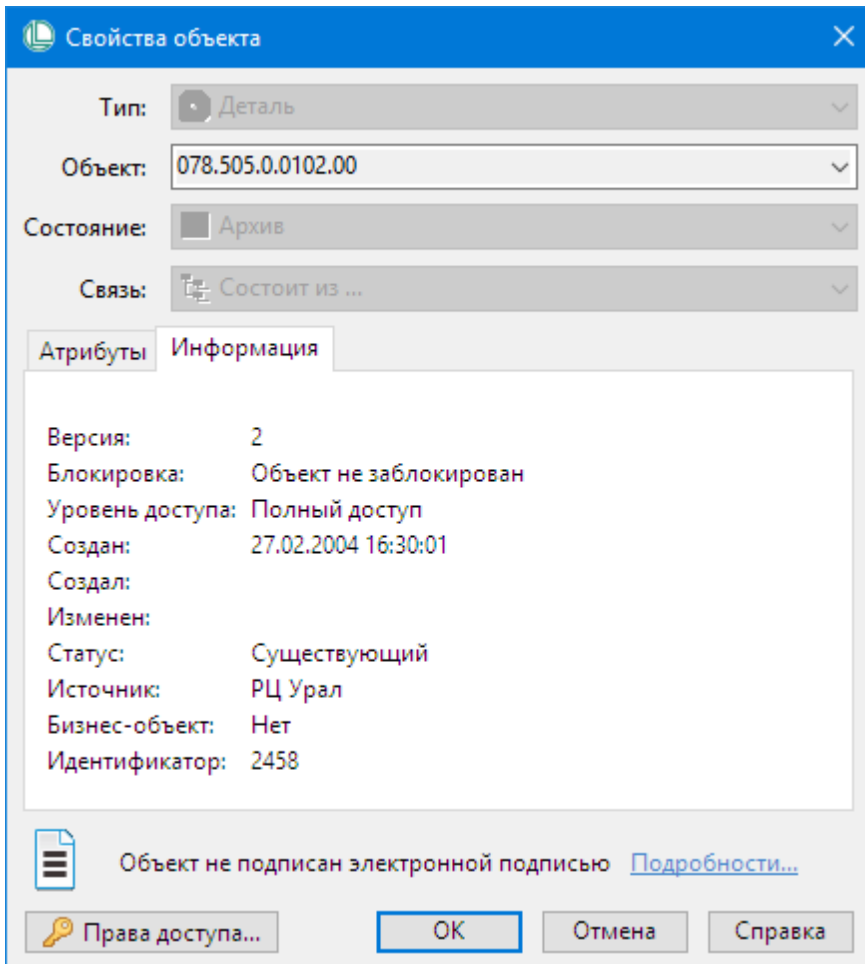 Свойства объекта
Тип: Деталь
Объект: 078.505.0.0102.00
Состояние: Архив
Связь: Состоит из ...
Атрибуты Информация
Версия: 2
Блокировка: Объект не заблокирован
Уровень доступа: Полный доступ
Создан: 27.02.2004 16:30:01
Создал:
Изменен:
Статус: Существующий
Источник: РЦ Урал
Бизнес-объект: Нет
Идентификатор: 2458
Объект не подписан электронной подписью Подробности...
Права доступа... ОК Отмена Справка